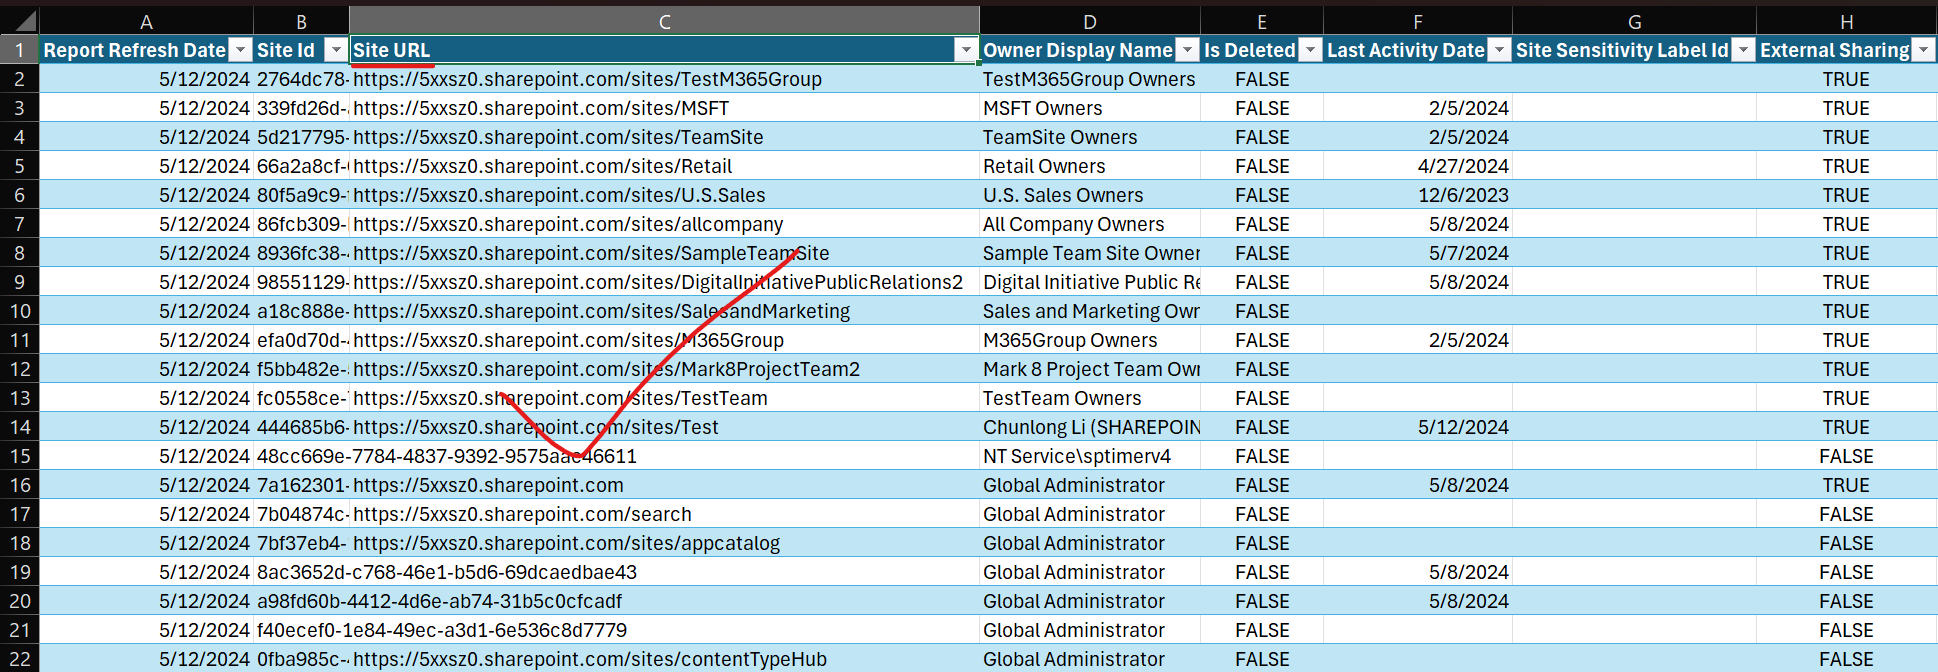 A B C D E F G H
1 Report Refresh Date Site Id Site URL Owner Display Name Is Deleted Last Activity Date Site Sensitivity Label Id External Sharing
2 5/12/2024 2764dc78- https://5xxsz0.sharepoint.com/sites/TestM365Group TestM365Group Owners FALSE TRUE
3 5/12/2024 339fd26d- https://5xxsz0.sharepoint.com/sites/MSFT MSFT Owners FALSE 2/5/2024 TRUE
4 5/12/2024 5d217795- https://5xxsz0.sharepoint.com/sites/TeamSite TeamSite Owners FALSE 2/5/2024 TRUE
5 5/12/2024 66a2a8cf- https://5xxsz0.sharepoint.com/sites/Retail Retail Owners FALSE 4/27/2024 TRUE
6 5/12/2024 80f5a9c9- https://5xxsz0.sharepoint.com/sites/U.S.Sales U.S. Sales Owners FALSE 12/6/2023 TRUE
7 5/12/2024 86fcb309- https://5xxsz0.sharepoint.com/sites/allcompany All Company Owners FALSE 5/8/2024 TRUE
8 5/12/2024 8936fc38- https://5xxsz0.sharepoint.com/sites/SampleTeamSite Sample Team Site Owner FALSE 5/7/2024 TRUE
9 5/12/2024 98551129- https://5xxsz0.sharepoint.com/sites/DigitalInitiativePublicRelations2 Digital Initiative Public Re FALSE 5/8/2024 TRUE
10 5/12/2024 a18c888e- https://5xxsz0.sharepoint.com/sites/SalesandMarketing Sales and Marketing Own FALSE TRUE
11 5/12/2024 efa0d70d- https://5xxsz0.sharepoint.com/sites/M365Group M365Group Owners FALSE 2/5/2024 TRUE
12 5/12/2024 f5bb482e- https://5xxsz0.sharepoint.com/sites/Mark8ProjectTeam2 Mark 8 Project Team Own FALSE TRUE
13 5/12/2024 fc0558ce- https://5xxsz0.sharepoint.com/sites/TestTeam TestTeam Owners FALSE TRUE
14 5/12/2024 444685b6- https://5xxsz0.sharepoint.com/sites/Test Chunlong Li (SHAREPOIN FALSE 5/12/2024 TRUE
15 5/12/2024 48cc669e-7784-4837-9392-9575aac46611 NT Service\sptimerv4 FALSE FALSE
16 5/12/2024 7a162301- https://5xxsz0.sharepoint.com Global Administrator FALSE 5/8/2024 TRUE
17 5/12/2024 7b04874c- https://5xxsz0.sharepoint.com/search Global Administrator FALSE FALSE
18 5/12/2024 7bf37eb4- https://5xxsz0.sharepoint.com/sites/appcatalog Global Administrator FALSE FALSE
19 5/12/2024 8ac3652d-c768-46e1-b5d6-69dcaedbae43 Global Administrator FALSE 5/8/2024 FALSE
20 5/12/2024 a98fd60b-4412-4d6e-ab74-31b5c0cfcadf Global Administrator FALSE 5/8/2024 FALSE
21 5/12/2024 f40ecef0-1e84-49ec-a3d1-6e536c8d7779 Global Administrator FALSE FALSE
22 5/12/2024 0fba985c- https://5xxsz0.sharepoint.com/sites/contentTypeHub Global Administrator FALSE FALSE